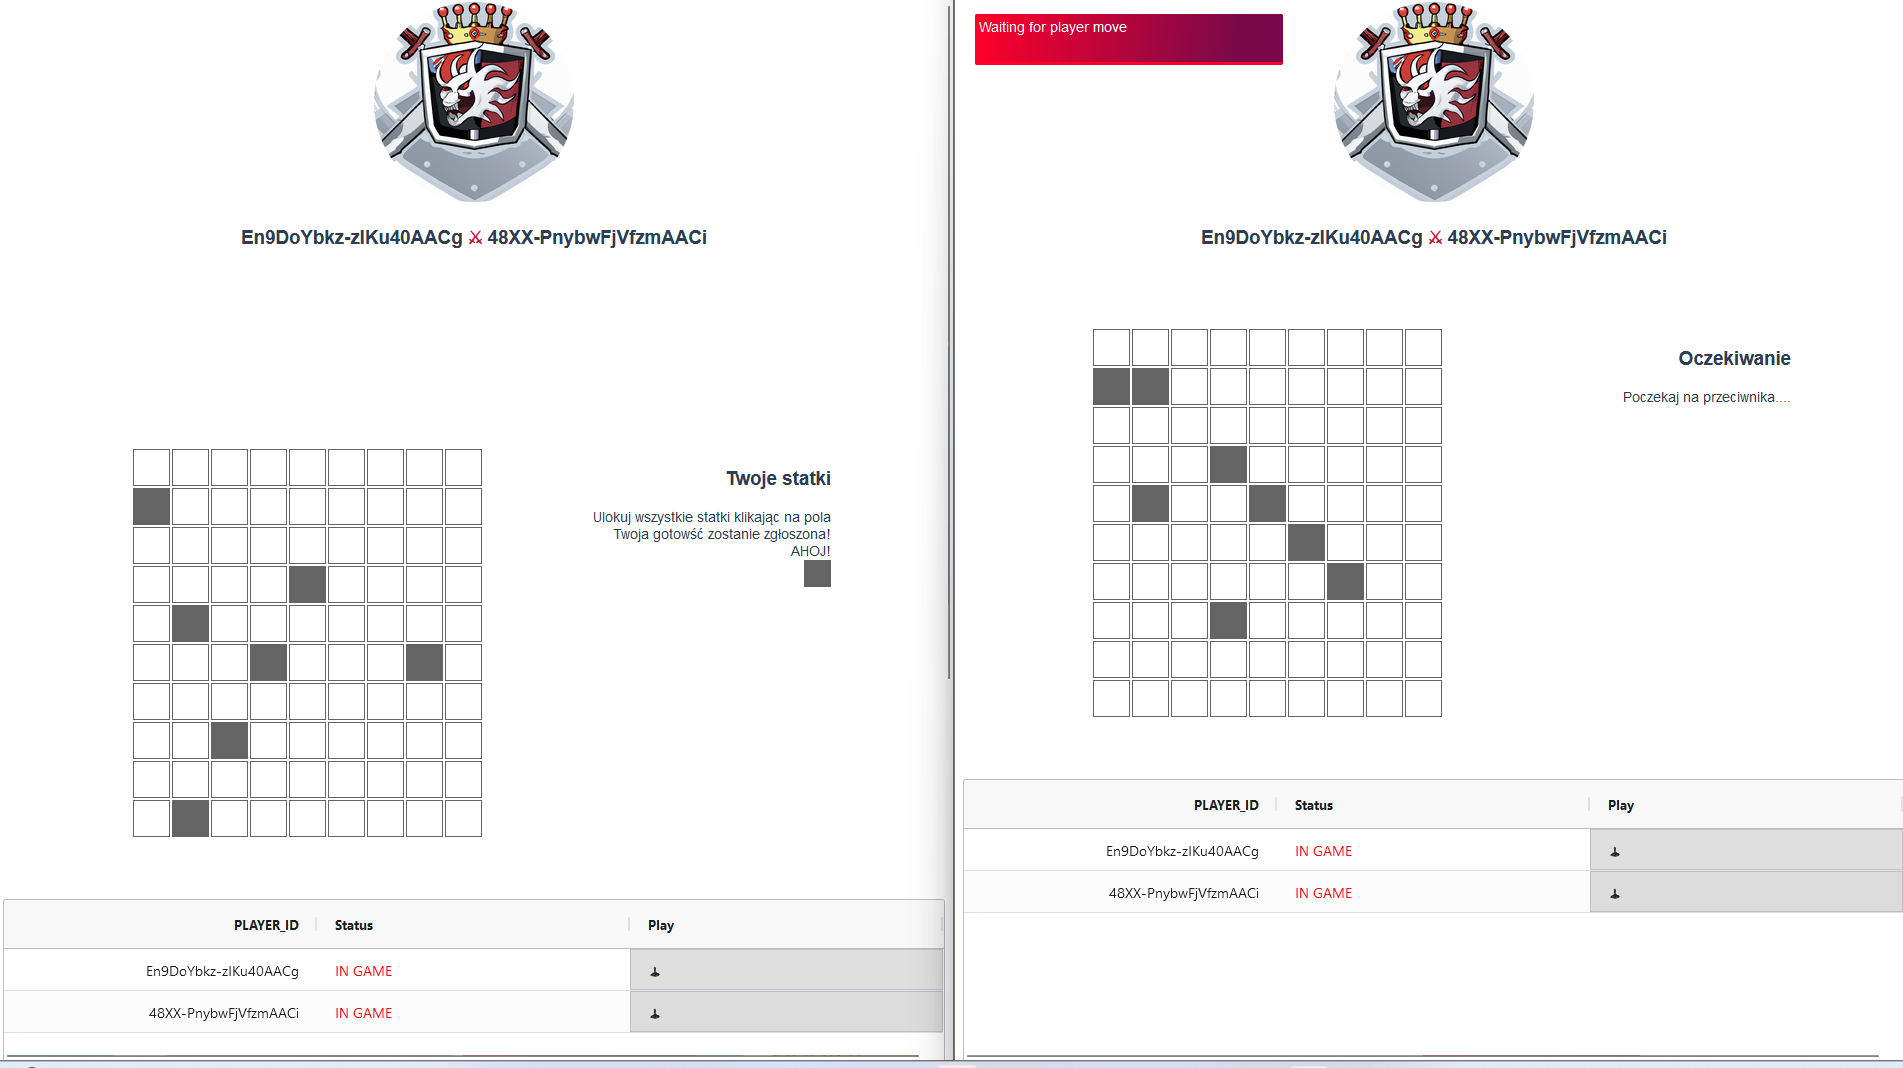 En9DoYbkz-zIKu40AACg ⚔ 48XX-PnybwFjVfzmAACi
Twoje statki
Ulokuj wszystkie statki klikając na pola
Twoja gotowść zostanie zgłoszona!
AHOJ!
PLAYER_ID Status Play
En9DoYbkz-zIKu40AACg IN GAME
48XX-PnybwFjVfzmAACi IN GAME
Waiting for player move
En9DoYbkz-zIKu40AACg ⚔ 48XX-PnybwFjVfzmAACi
Oczekiwanie
Poczekaj na przeciwnika....
PLAYER_ID Status Play
En9DoYbkz-zIKu40AACg IN GAME
48XX-PnybwFjVfzmAACi IN GAME